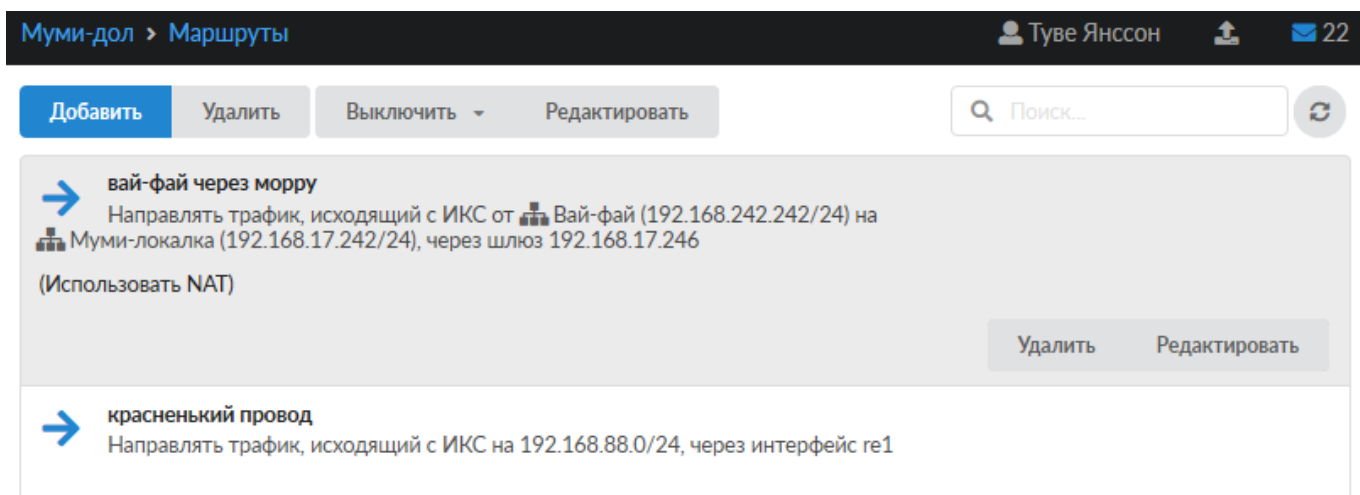 Муми-дол > Маршруты Туве Янссон 22
Добавить Удалить Выключить Редактировать Поиск...
вай-фай через морру
Направлять трафик, исходящий с ИКС от Вай-фай (192.168.242.242/24) на
Муми-локалка (192.168.17.242/24), через шлюз 192.168.17.246
(Использовать NAT)
Удалить Редактировать
красненький провод
Направлять трафик, исходящий с ИКС на 192.168.88.0/24, через интерфейс re1